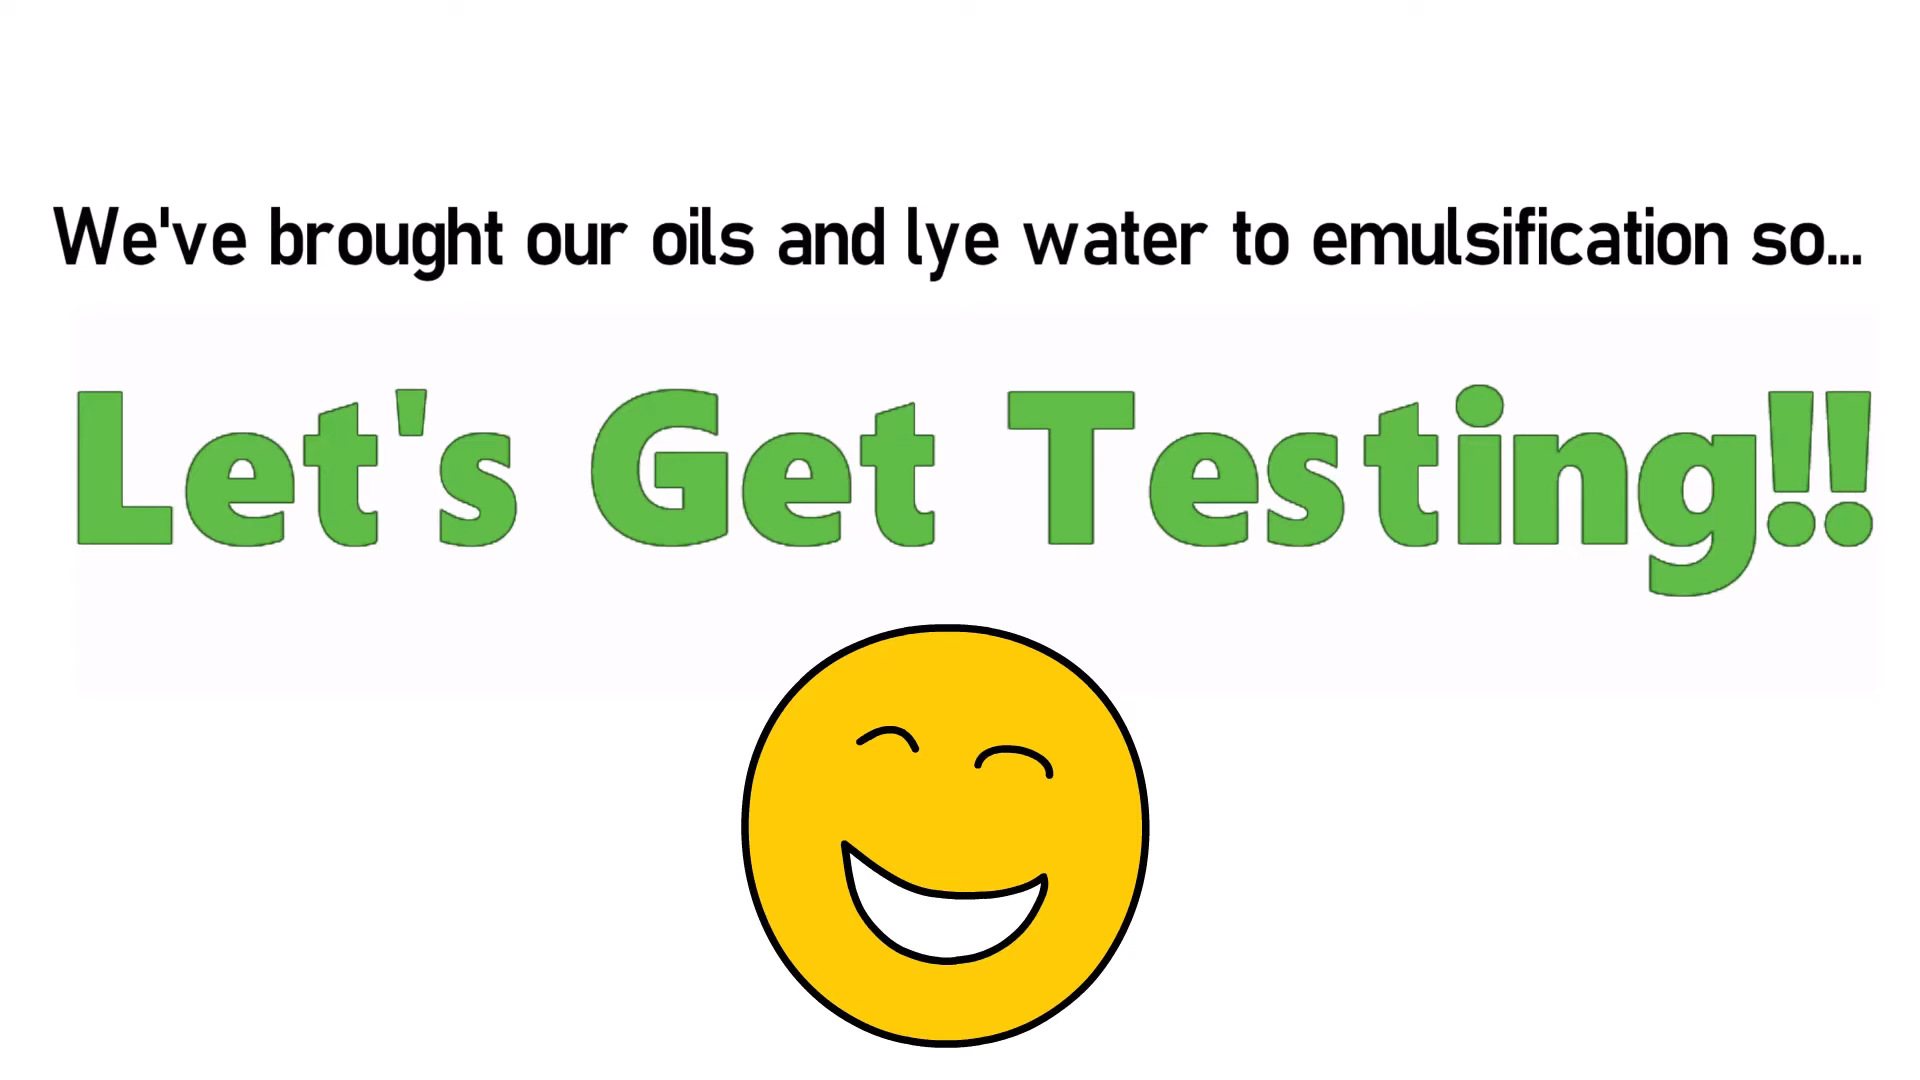 We've brought our oils and lye water to emulsification so...
Let's Get Testing!!